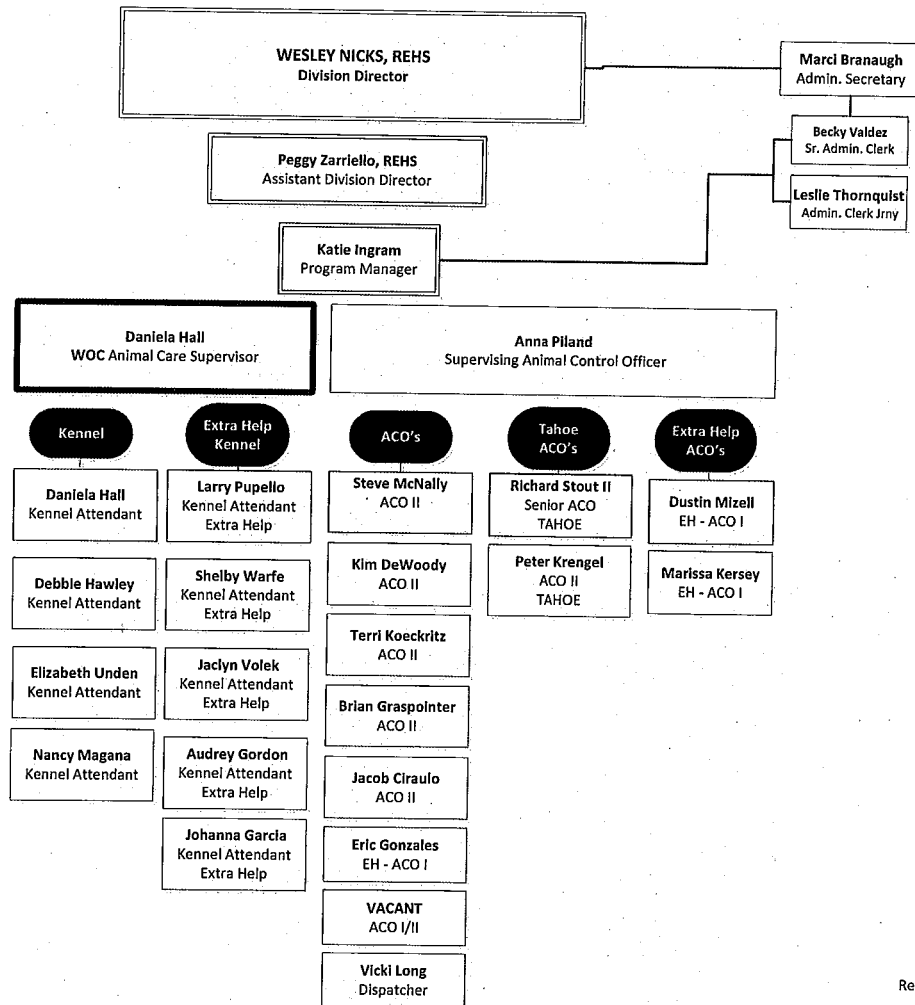 WESLEY NICKS, REHS
Division Director
Marci Branaugh
Admin. Secretary
Becky Valdez
Sr. Admin. Clerk
Leslie Thornquist
Admin. Clerk Jrny
Peggy Zarriello, REHS
Assistant Division Director
Katie Ingram
Program Manager
Daniela Hall
WOC Animal Care Supervisor
Anna Piland
Supervising Animal Control Officer
Kennel
Daniela Hall
Kennel Attendant
Debbie Hawley
Kennel Attendant
Elizabeth Unden
Kennel Attendant
Nancy Magana
Kennel Attendant
Extra Help
Kennel
Larry Pupello
Kennel Attendant
Extra Help
Shelby Warfe
Kennel Attendant
Extra Help
Jaclyn Volek
Kennel Attendant
Extra Help
Audrey Gordon
Kennel Attendant
Extra Help
Johanna Garcia
Kennel Attendant
Extra Help
ACO's
Steve McNally
ACO II
Kim DeWoody
ACO II
Terri Koeckritz
ACO II
Brian Graspointer
ACO II
Jacob Ciraulo
ACO II
Eric Gonzales
EH - ACO I
VACANT
ACO I/II
Vicki Long
Dispatcher
Tahoe
ACO's
Richard Stout II
Senior ACO
TAHOE
Peter Krengel
ACO II
TAHOE
Extra Help
ACO's
Dustin Mizell
EH - ACO I
Marissa Kersey
EH - ACO I
Re